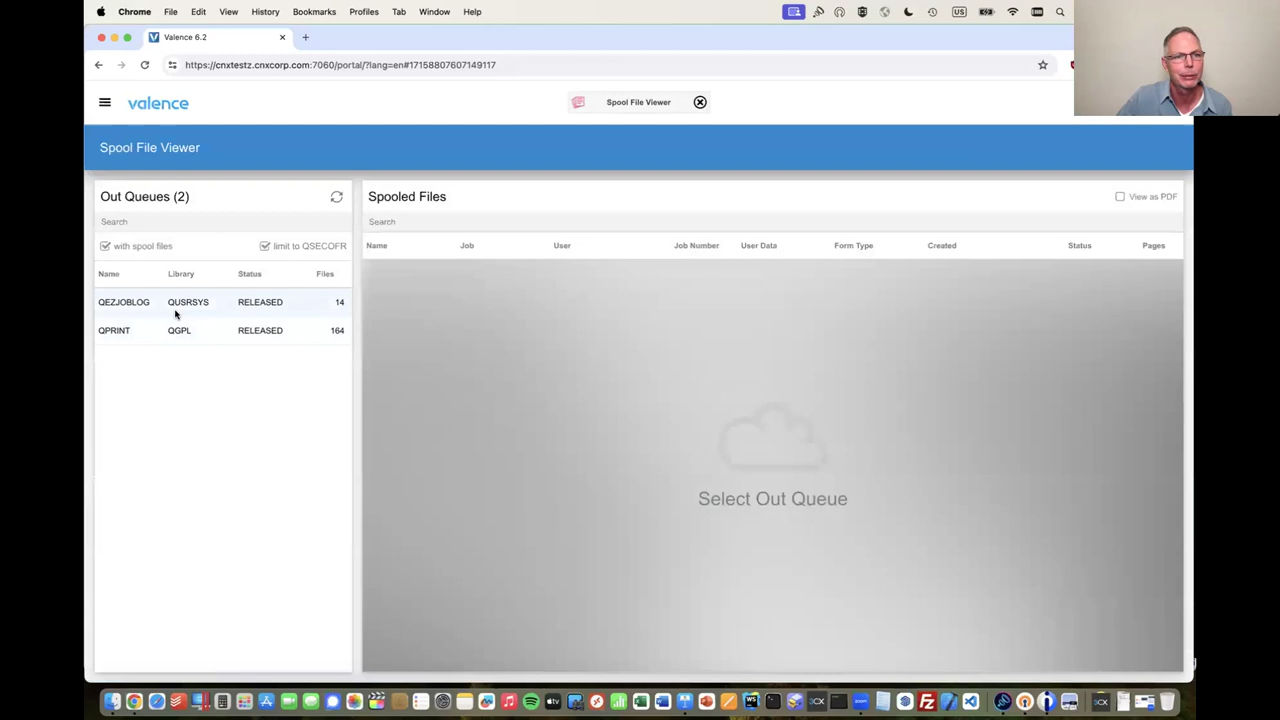 Chrome File Edit View History Bookmarks Profiles Tab Window Help US
Valence 6.2
https://cnxtestz.cnxcorp.com:7060/portal/?lang=en#17158807607149117
valence Spool File Viewer
Spool File Viewer
Out Queues (2)
Search
with spool files limit to QSECOFR
Name Library Status Files
QEZJOBLOG QUSRSYS RELEASED 14
QPRINT QGPL RELEASED 164
Spooled Files View as PDF
Search
Name Job User Job Number User Data Form Type Created Status Pages
Select Out Queue